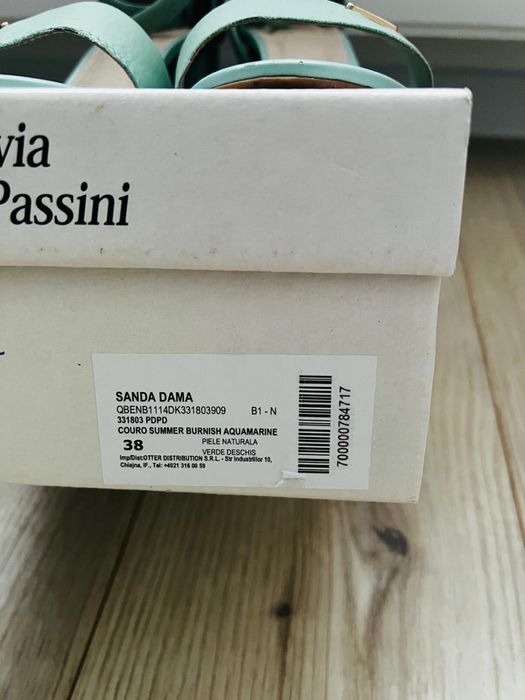 via
Passini
SANDA DAMA
QBENB1114DK331803909 B1 - N
331803 PDPD
COURO SUMMER BURNISH AQUAMARINE
38 PIELE NATURALA
VERDE DESCHIS
Imp/Dist:OTTER DISTRIBUTION S.R.L. - Str Industriilor 10,
Chiajna, IF., Tel: +4021 316 00 59
700000784717